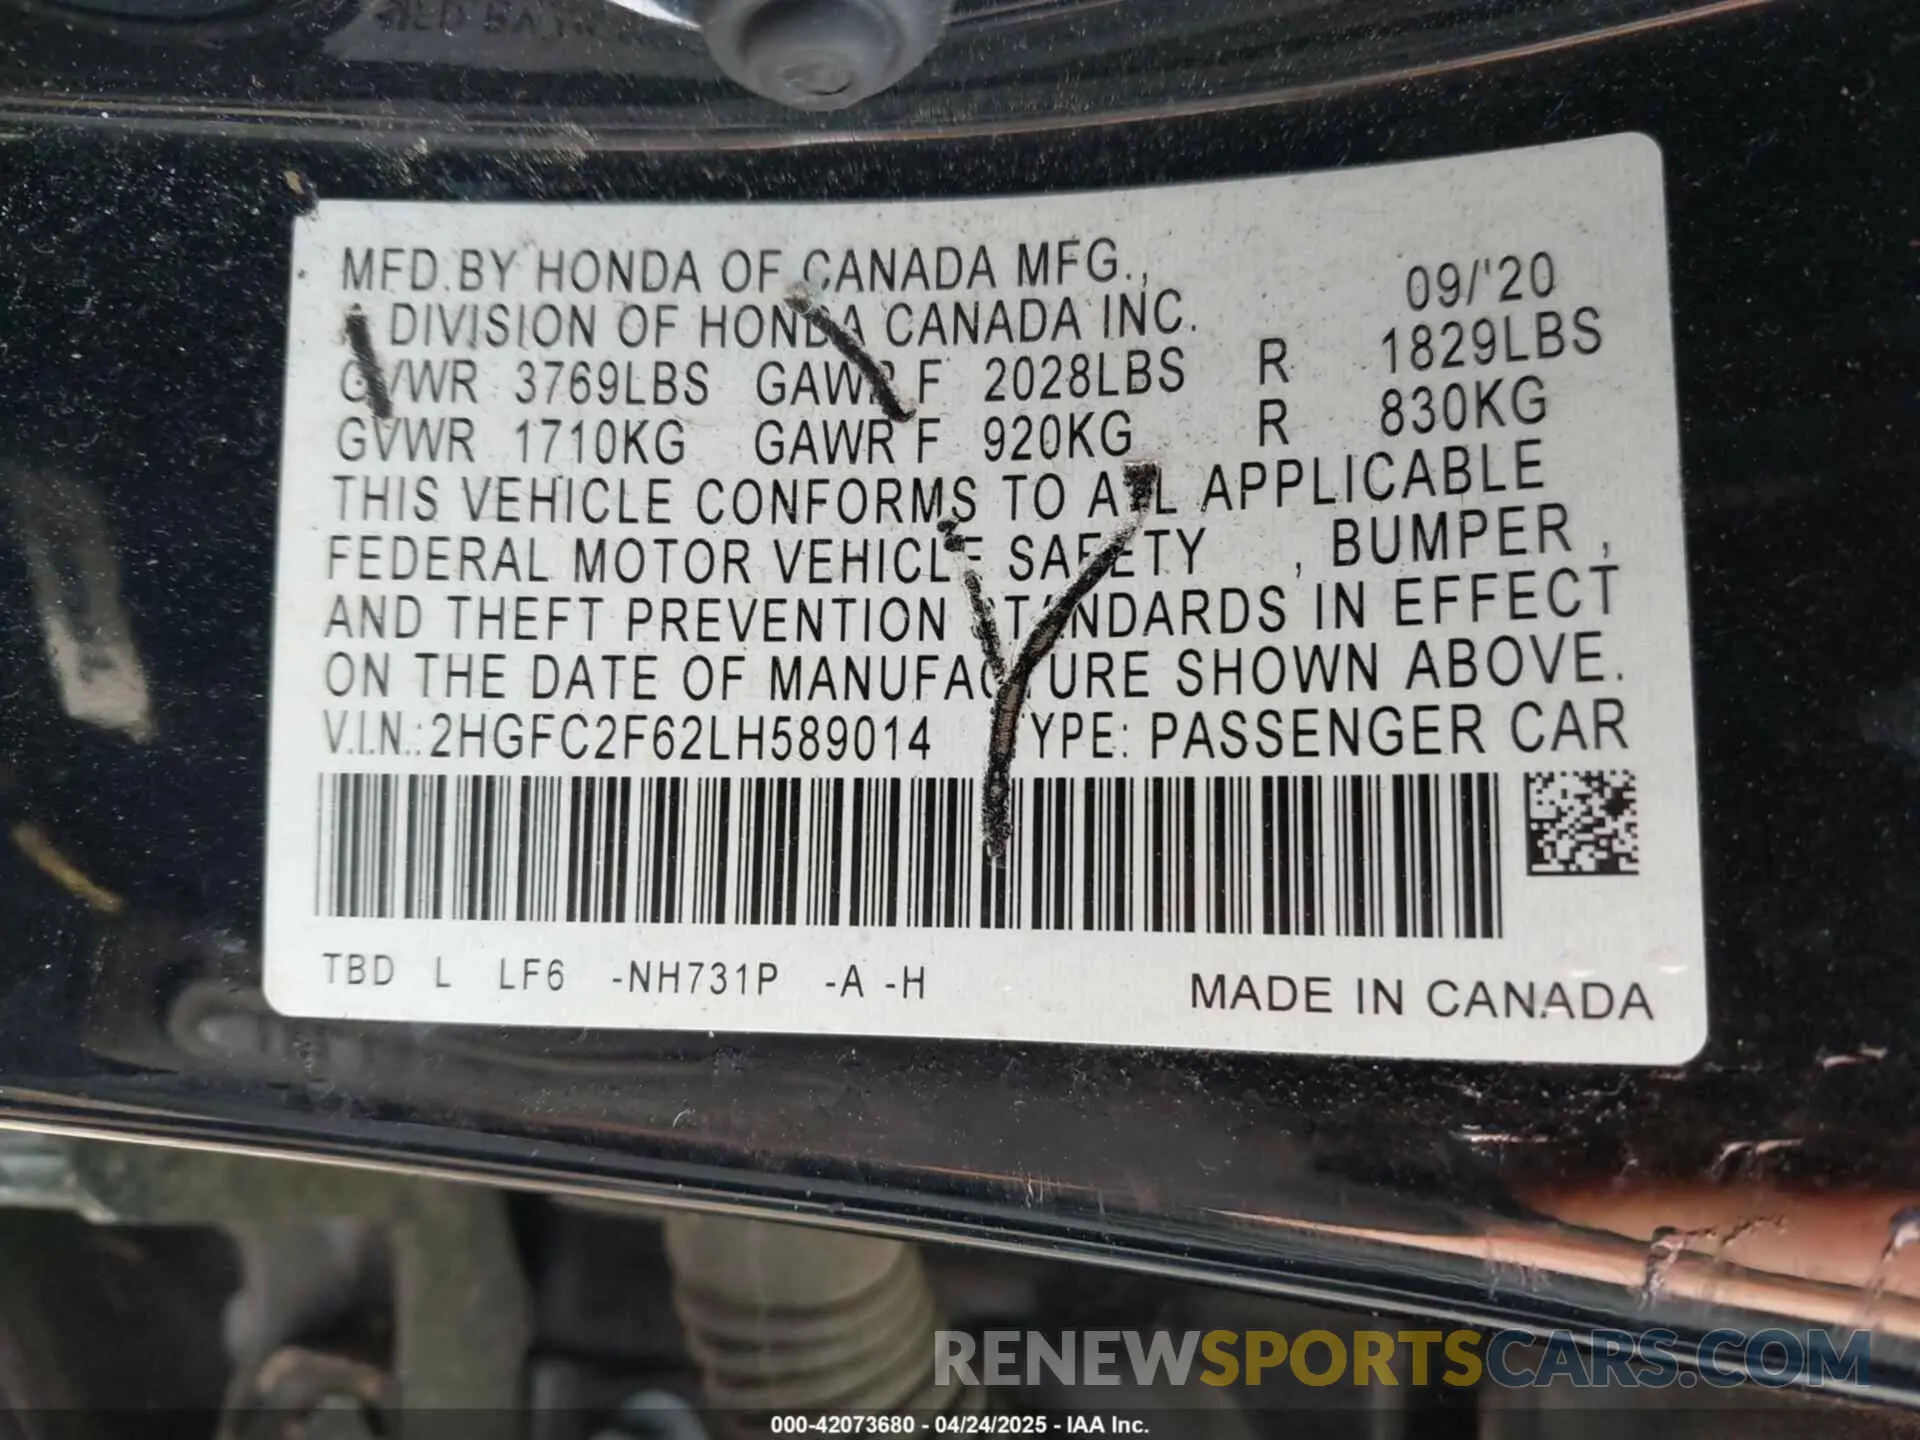 MFD. BY HONDA OF CANADA MFG., 09/'20
A DIVISION OF HONDA CANADA INC.
GVWR 3769LBS GAWR F 2028LBS R 1829LBS
GVWR 1710KG GAWR F 920KG R 830KG
THIS VEHICLE CONFORMS TO ALL APPLICABLE
FEDERAL MOTOR VEHICLE SAFETY , BUMPER ,
AND THEFT PREVENTION STANDARDS IN EFFECT
ON THE DATE OF MANUFACTURE SHOWN ABOVE.
V.I.N.: 2HGFC2F62LH589014 TYPE: PASSENGER CAR
TBD L LF6 -NH731P -A -H MADE IN CANADA
RENEWSPORTSCARS.COM
000-42073680 - 04/24/2025 - IAA Inc.